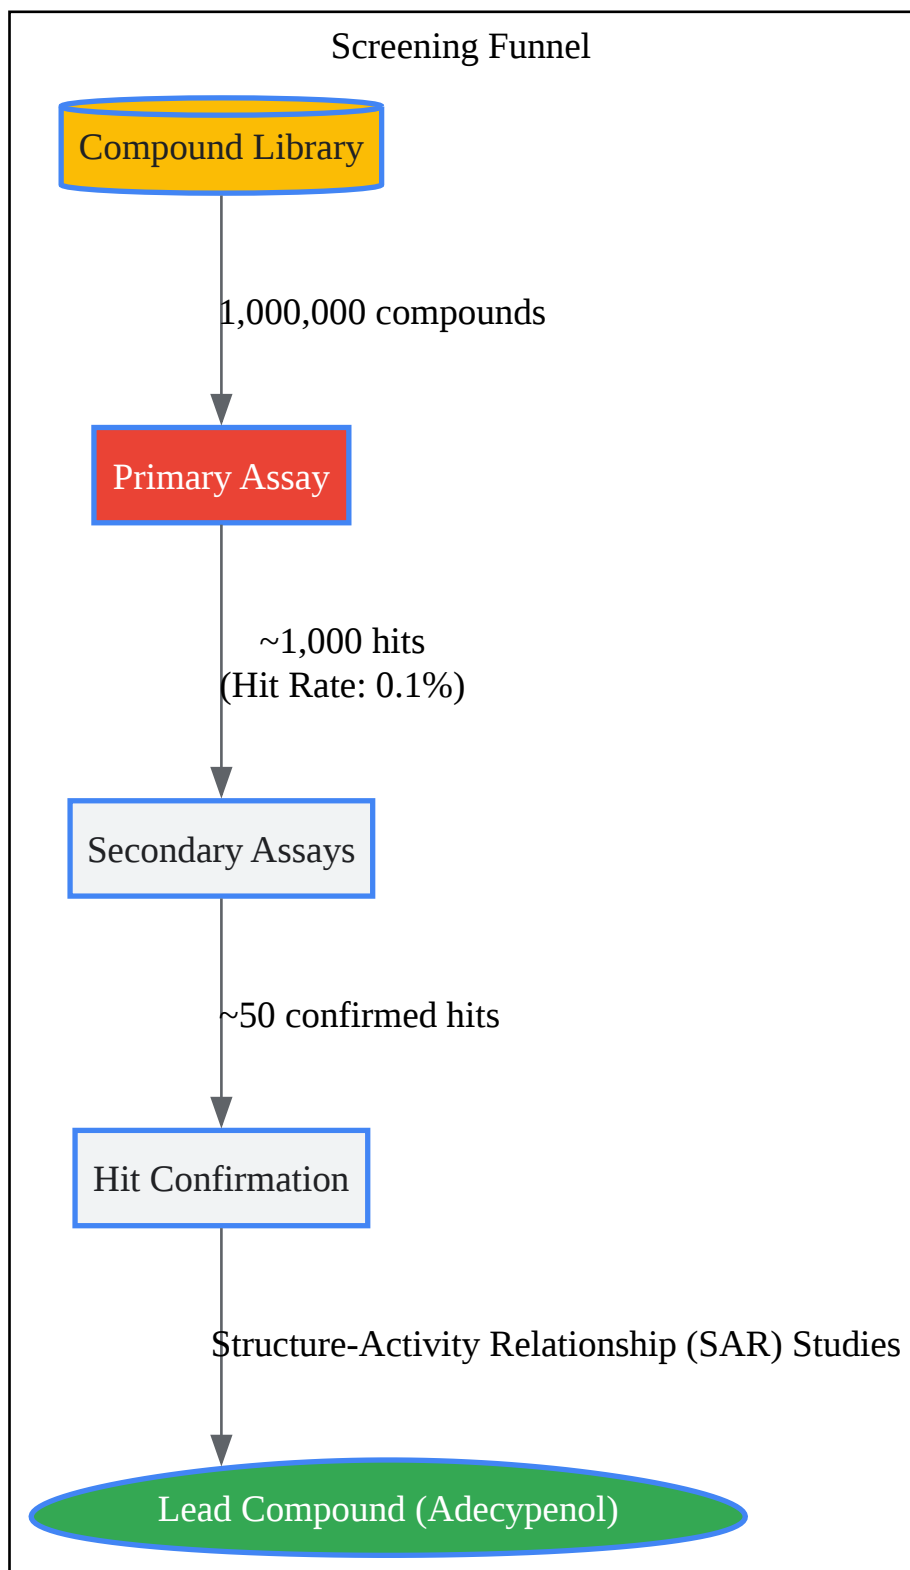 Screening Funnel
Compound Library
1,000,000 compounds
Primary Assay
~1,000 hits
(Hit Rate: 0.1%)
Secondary Assays
~50 confirmed hits
Hit Confirmation
Structure-Activity Relationship (SAR) Studies
Lead Compound (Adecypenol)